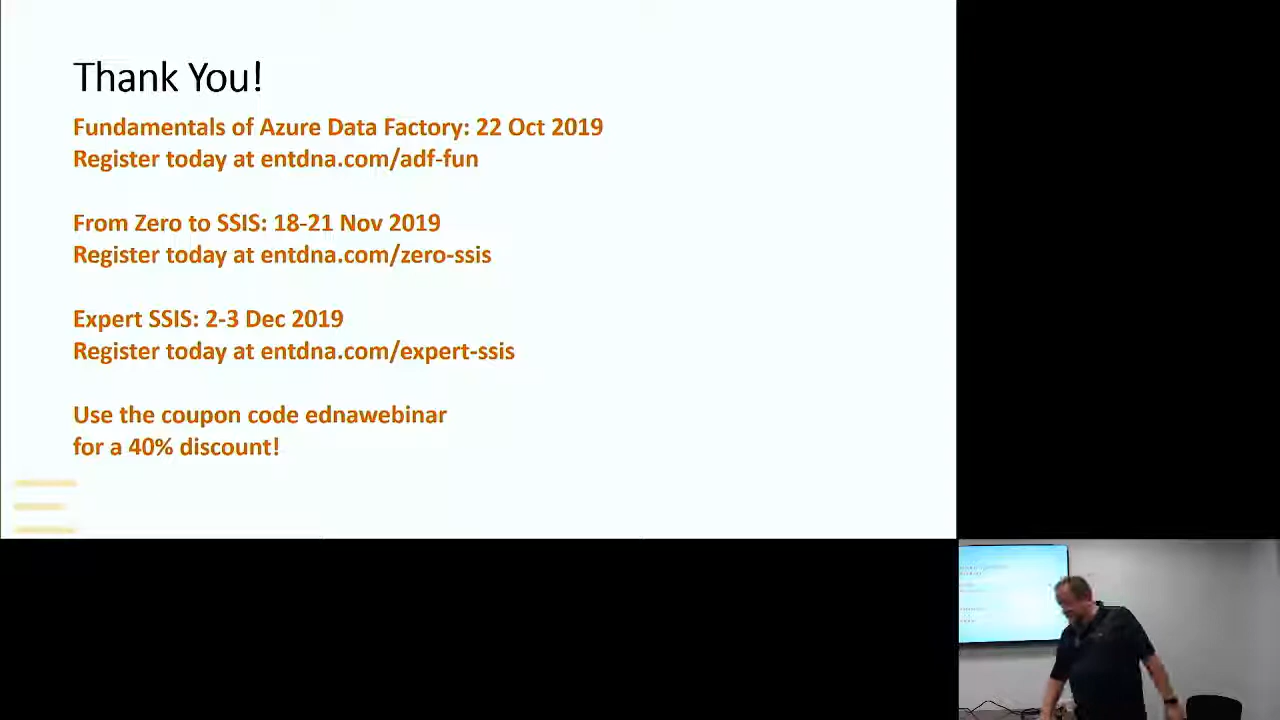 Thank You!
Fundamentals of Azure Data Factory: 22 Oct 2019
Register today at entdna.com/adf-fun
From Zero to SSIS: 18-21 Nov 2019
Register today at entdna.com/zero-ssis
Expert SSIS: 2-3 Dec 2019
Register today at entdna.com/expert-ssis
Use the coupon code ednawebinar
for a 40% discount!